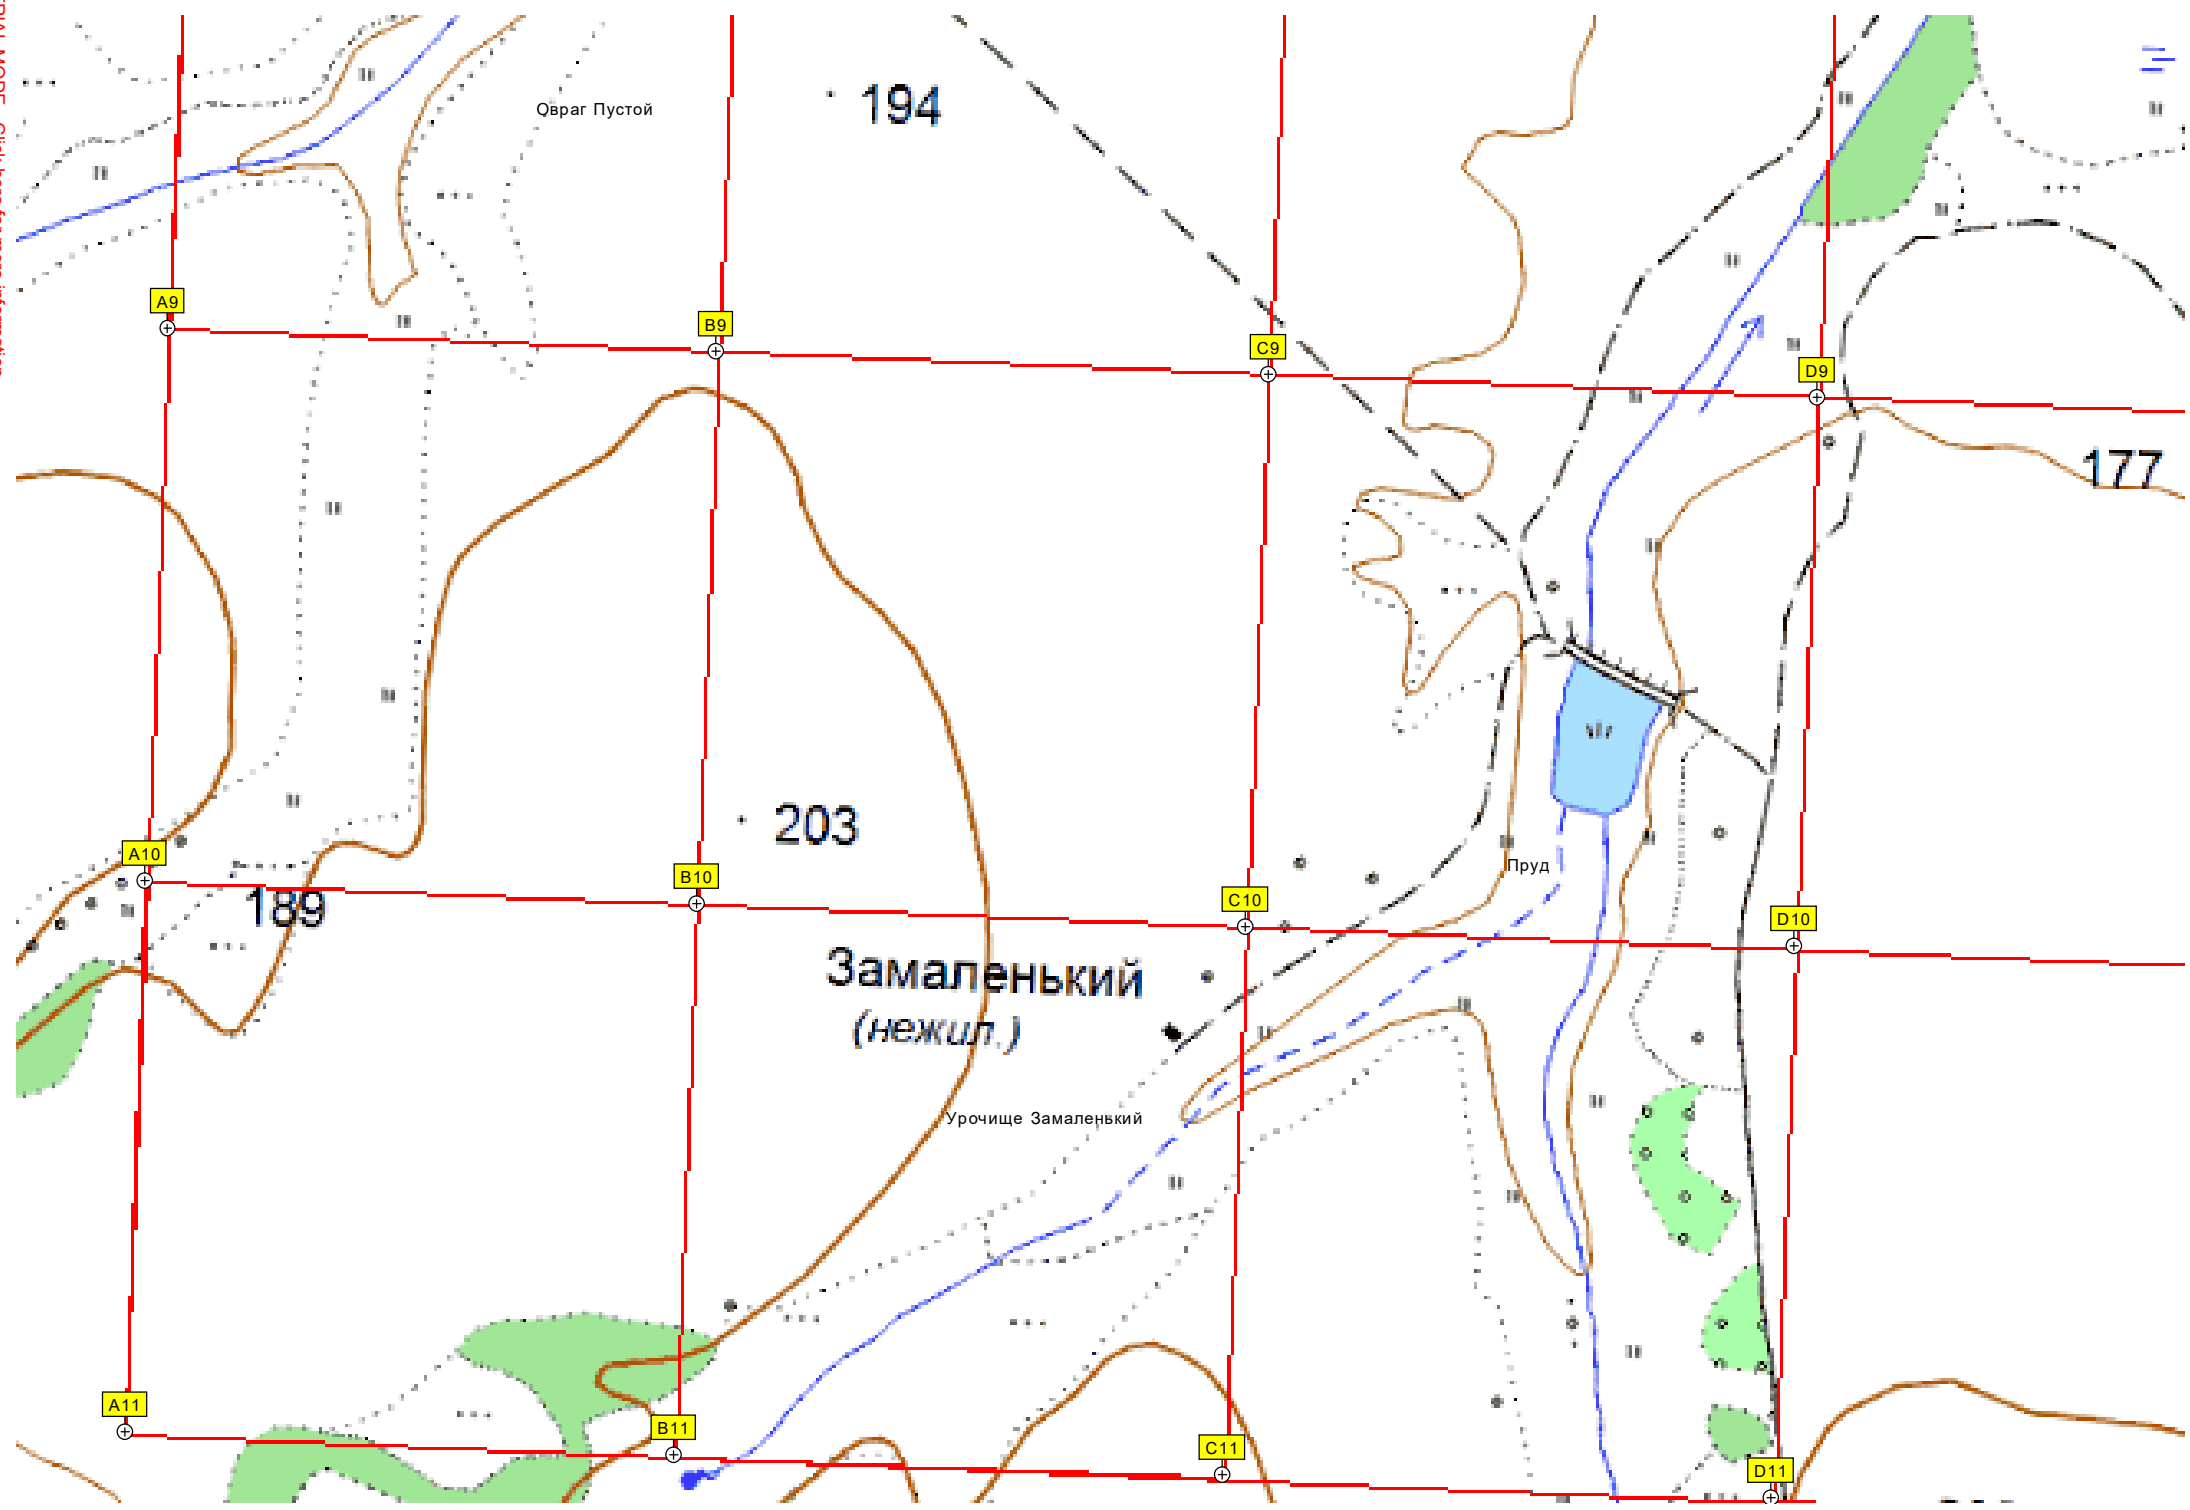 Овраг Пустой
194
A9
B9
C9
D9
177
203
A10
B10
C10
D10
Пруд
189
Замаленький
(нежил.)
Урочище Замаленький
A11
B11
C11
D11